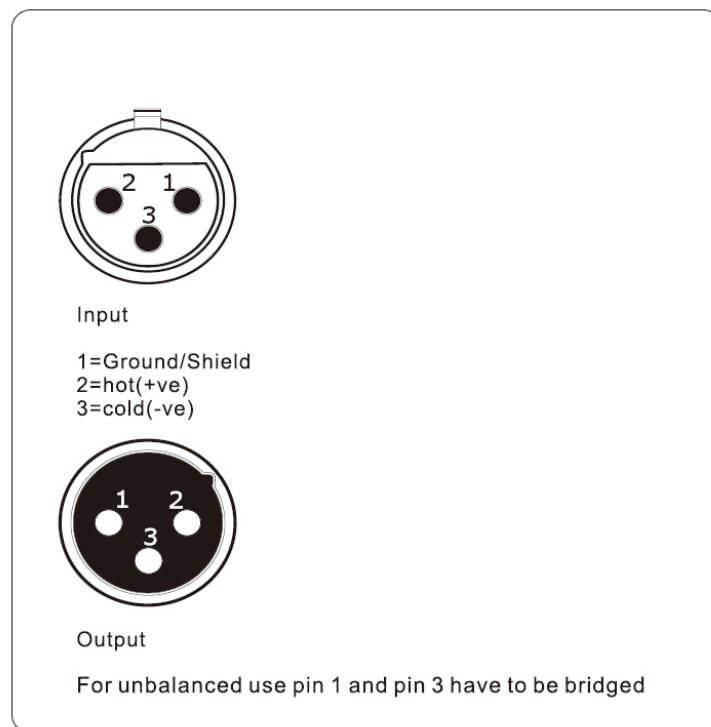 2 1
3
Input
1=Ground/Shield
2=hot(+ve)
3=cold(-ve)
1 2
3
Output
For unbalanced use pin 1 and pin 3 have to be bridged